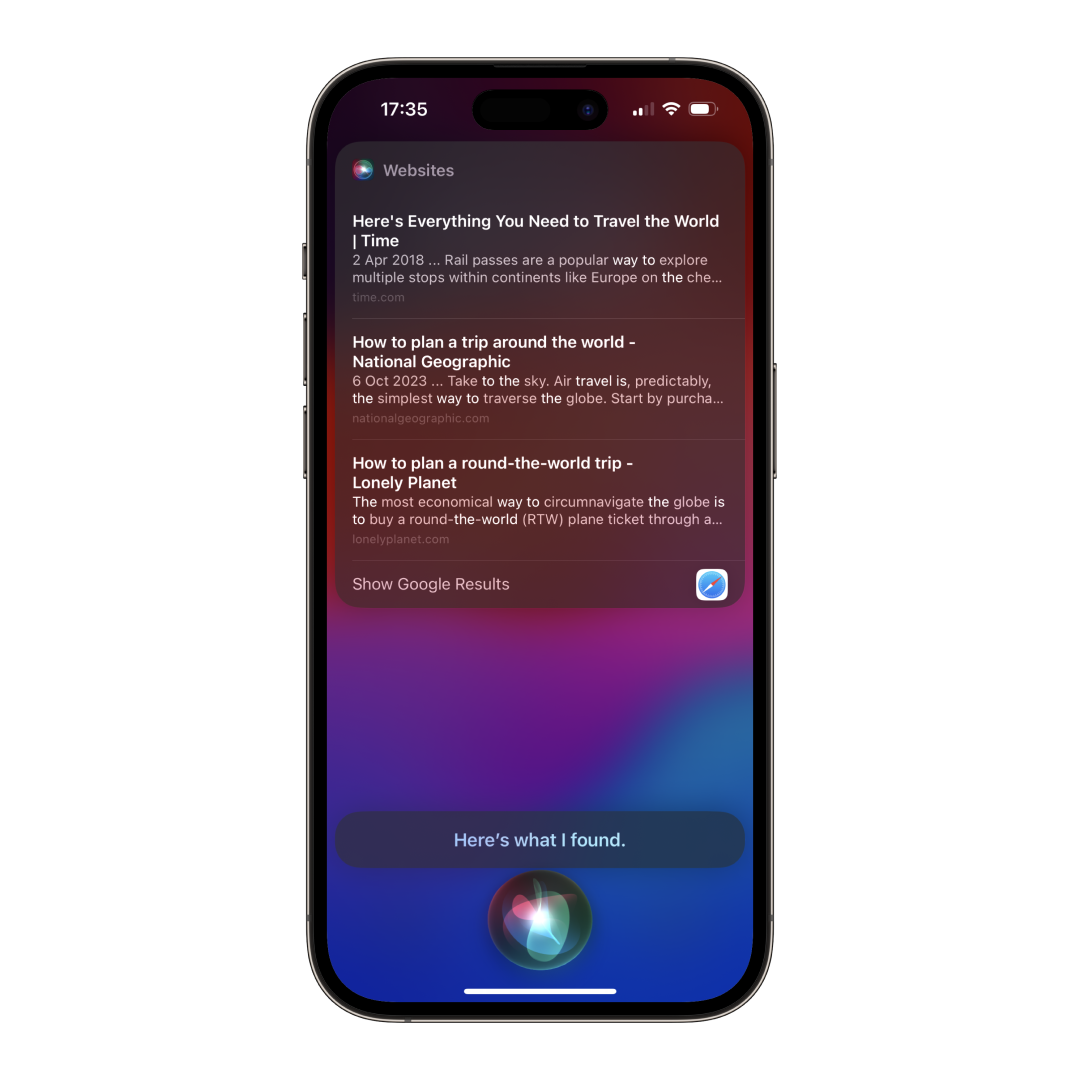 17:35
Websites
Here's Everything You Need to Travel the World
| Time
2 Apr 2018 ... Rail passes are a popular way to explore
multiple stops within continents like Europe on the che...
time.com
How to plan a trip around the world -
National Geographic
6 Oct 2023 ... Take to the sky. Air travel is, predictably,
the simplest way to traverse the globe. Start by purcha...
nationalgeographic.com
How to plan a round-the-world trip -
Lonely Planet
The most economical way to circumnavigate the globe is
to buy a round-the-world (RTW) plane ticket through a...
lonelyplanet.com
Show Google Results
Here’s what I found.